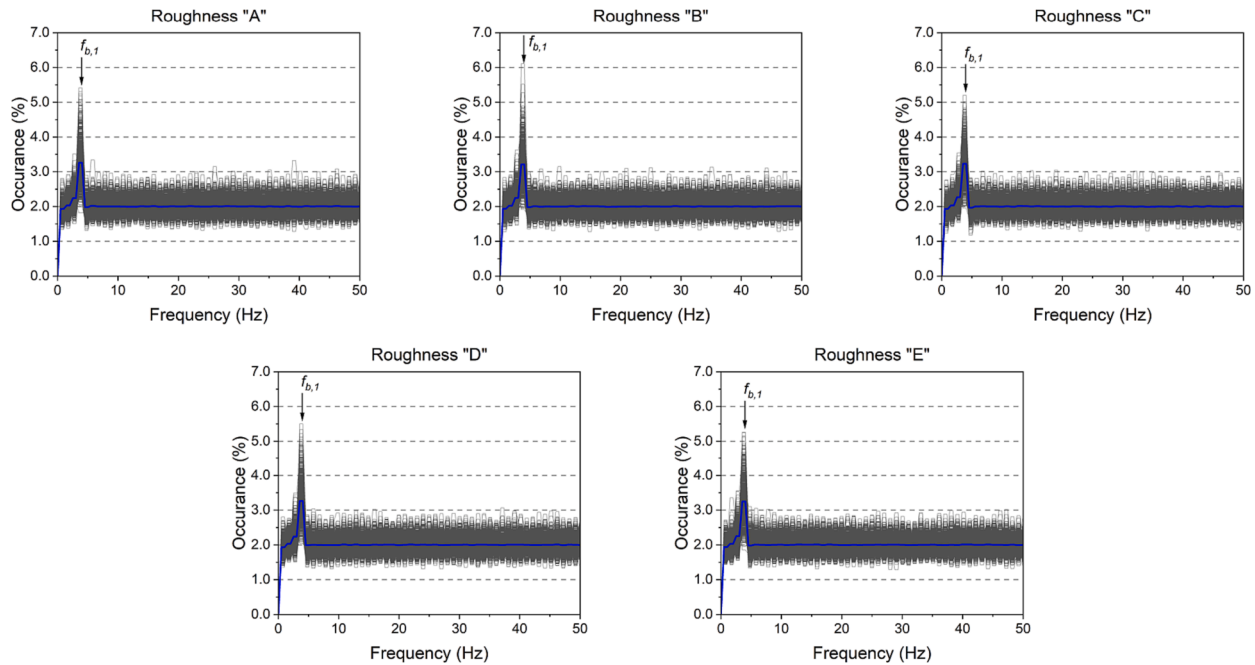 Roughness "A"
7.0
6.0
5.0
4.0
3.0
2.0
1.0
0.0
Occurance (%)
f_b,1
0 10 20 30 40 50
Frequency (Hz)
Roughness "B"
7.0
6.0
5.0
4.0
3.0
2.0
1.0
0.0
Occurance (%)
f_b,1
0 10 20 30 40 50
Frequency (Hz)
Roughness "C"
7.0
6.0
5.0
4.0
3.0
2.0
1.0
0.0
Occurance (%)
f_b,1
0 10 20 30 40 50
Frequency (Hz)
Roughness "D"
7.0
6.0
5.0
4.0
3.0
2.0
1.0
0.0
Occurance (%)
f_b,1
0 10 20 30 40 50
Frequency (Hz)
Roughness "E"
7.0
6.0
5.0
4.0
3.0
2.0
1.0
0.0
Occurance (%)
f_b,1
0 10 20 30 40 50
Frequency (Hz)